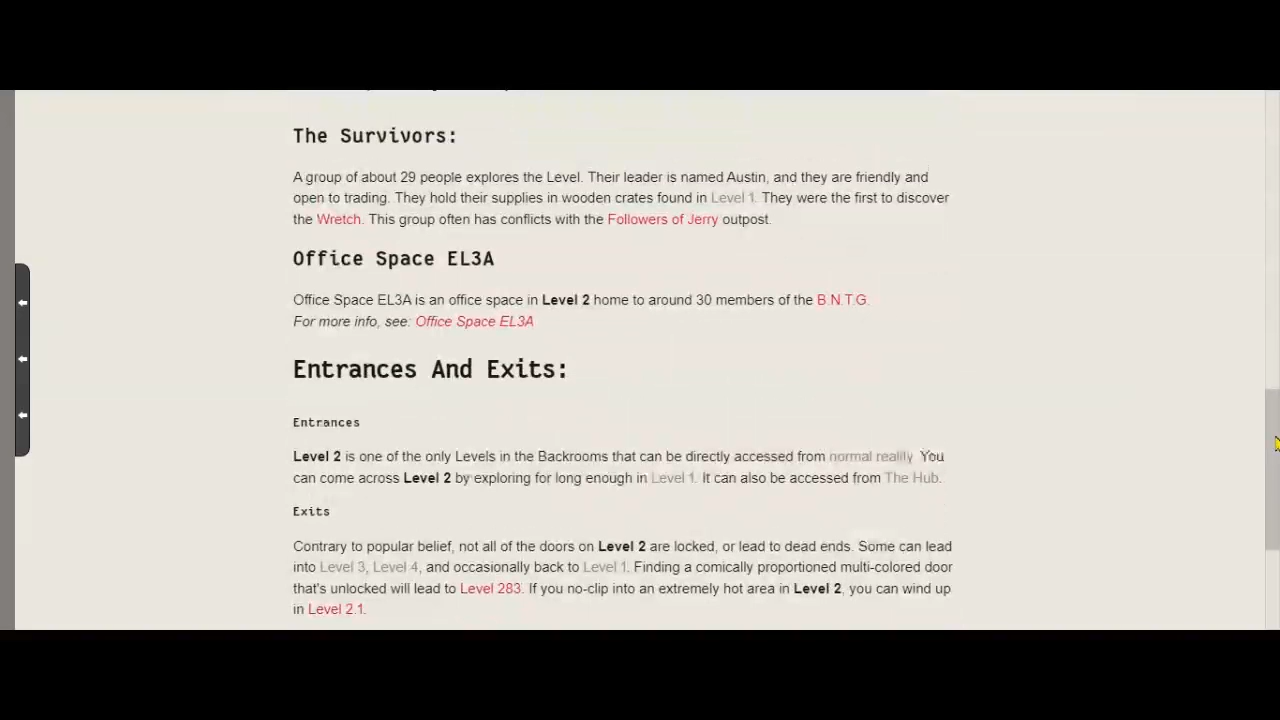 The Survivors:
A group of about 29 people explores the Level. Their leader is named Austin, and they are friendly and
open to trading. They hold their supplies in wooden crates found in Level 1. They were the first to discover
the Wretch. This group often has conflicts with the Followers of Jerry outpost.
Office Space EL3A
Office Space EL3A is an office space in Level 2 home to around 30 members of the B.N.T.G.
For more info, see: Office Space EL3A
Entrances And Exits:
Entrances
Level 2 is one of the only Levels in the Backrooms that can be directly accessed from normal reality. You
can come across Level 2 by exploring for long enough in Level 1. It can also be accessed from The Hub.
Exits
Contrary to popular belief, not all of the doors on Level 2 are locked, or lead to dead ends. Some can lead
into Level 3, Level 4, and occasionally back to Level 1. Finding a comically proportioned multi-colored door
that's unlocked will lead to Level 283. If you no-clip into an extremely hot area in Level 2, you can wind up
in Level 2.1.